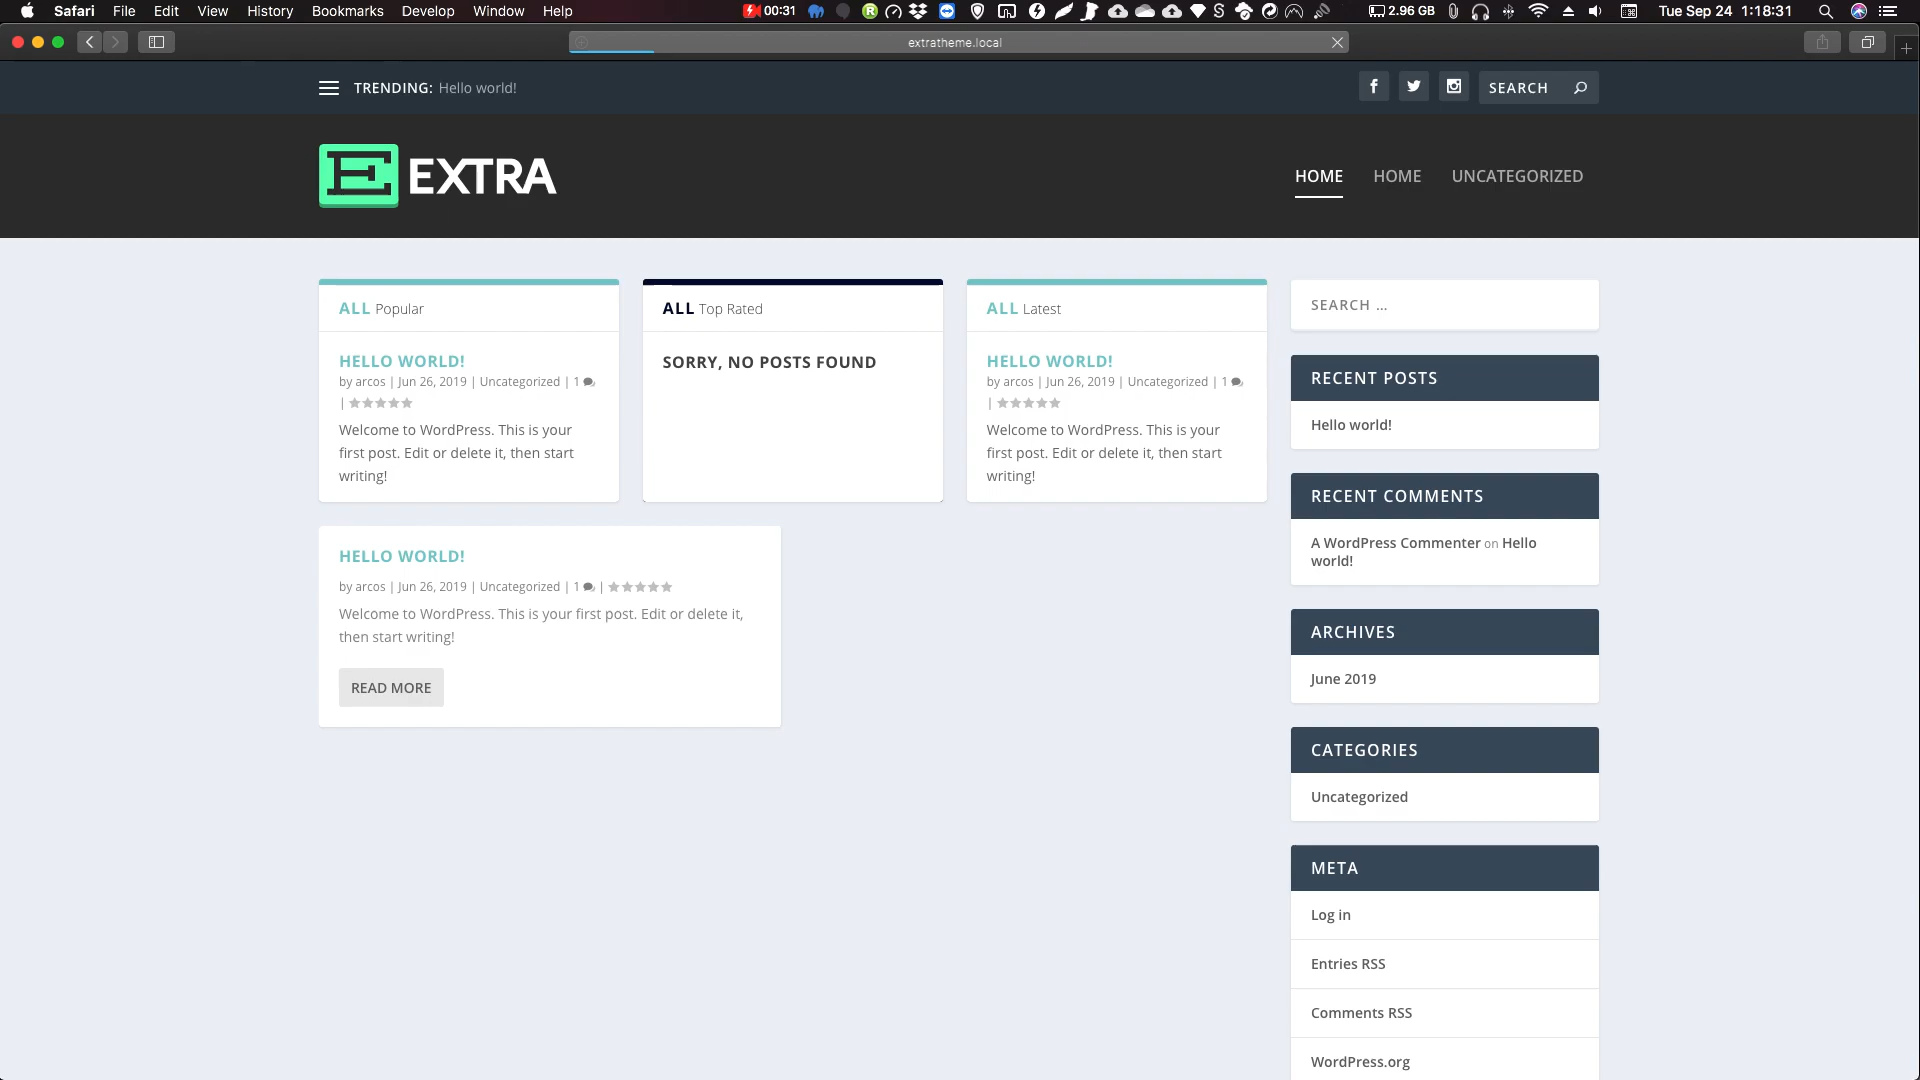 Safari File Edit View History Bookmarks Develop Window Help 00:31 2.96 GB Tue Sep 24 1:18:31
extratheme.local
TRENDING: Hello world!
SEARCH
EXTRA
HOME HOME UNCATEGORIZED
ALL Popular
HELLO WORLD!
by arcos | Jun 26, 2019 | Uncategorized | 1
|
Welcome to WordPress. This is your
first post. Edit or delete it, then start
writing!
ALL Top Rated
SORRY, NO POSTS FOUND
ALL Latest
HELLO WORLD!
by arcos | Jun 26, 2019 | Uncategorized | 1
|
Welcome to WordPress. This is your
first post. Edit or delete it, then start
writing!
HELLO WORLD!
by arcos | Jun 26, 2019 | Uncategorized | 1 |
Welcome to WordPress. This is your first post. Edit or delete it,
then start writing!
READ MORE
SEARCH ...
RECENT POSTS
Hello world!
RECENT COMMENTS
A WordPress Commenter on Hello
world!
ARCHIVES
June 2019
CATEGORIES
Uncategorized
META
Log in
Entries RSS
Comments RSS
WordPress.org